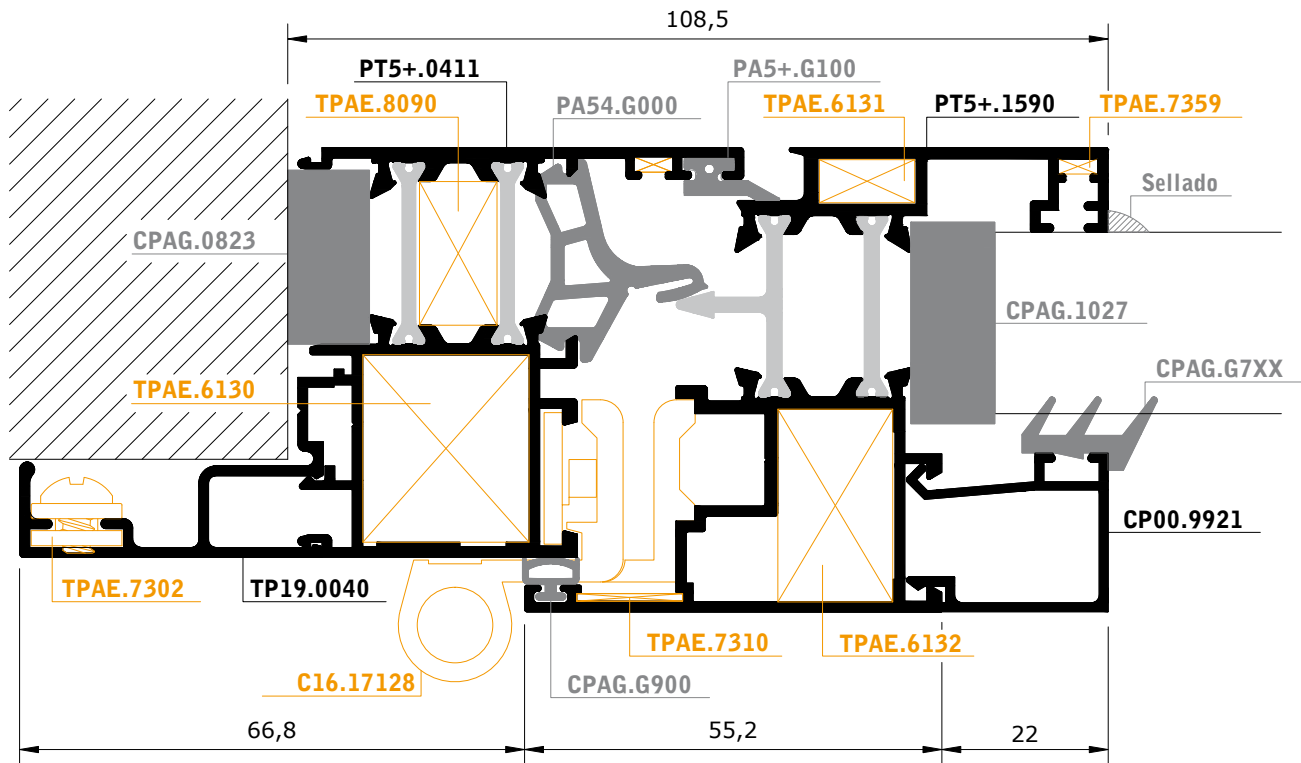 108,5
PT5+.0411
PA5+.G100
TPAE.8090
PA54.G000
TPAE.6131
PT5+.1590
TPAE.7359
Sellado
CPAG.0823
CPAG.1027
CPAG.G7XX
TPAE.6130
CP00.9921
TPAE.7302
TP19.0040
TPAE.7310
TPAE.6132
C16.17128
CPAG.G900
66,8
55,2
22